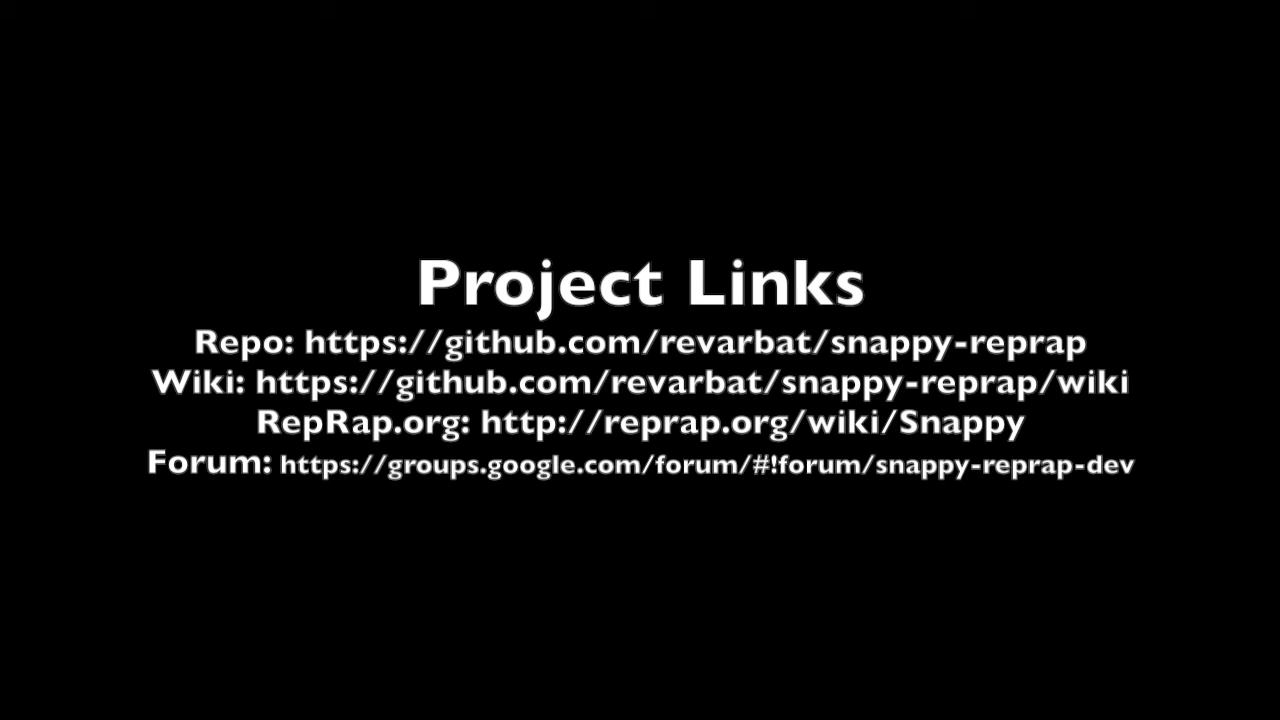 Project Links
Repo: https://github.com/revarbat/snappy-reprap
Wiki: https://github.com/revarbat/snappy-reprap/wiki
RepRap.org: http://reprap.org/wiki/Snappy
Forum: https://groups.google.com/forum/#!forum/snappy-reprap-dev